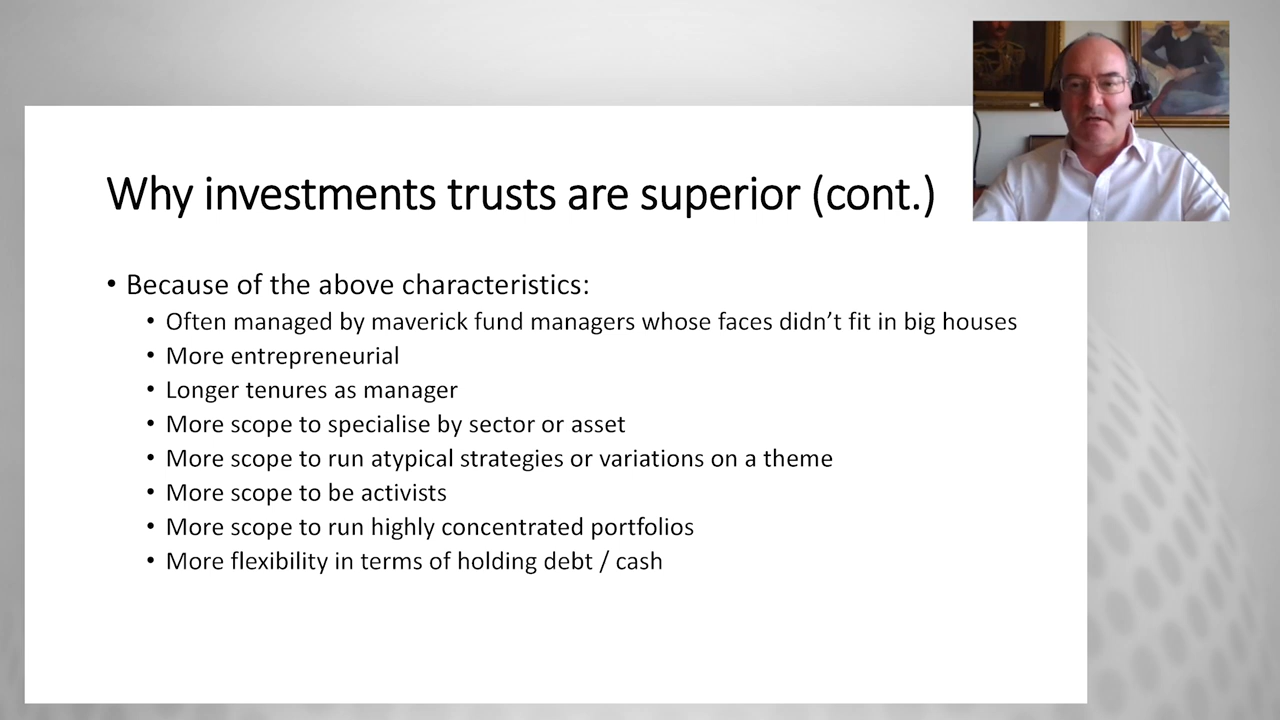 Why investments trusts are superior (cont.)
• Because of the above characteristics:
• Often managed by maverick fund managers whose faces didn’t fit in big houses
• More entrepreneurial
• Longer tenures as manager
• More scope to specialise by sector or asset
• More scope to run atypical strategies or variations on a theme
• More scope to be activists
• More scope to run highly concentrated portfolios
• More flexibility in terms of holding debt / cash